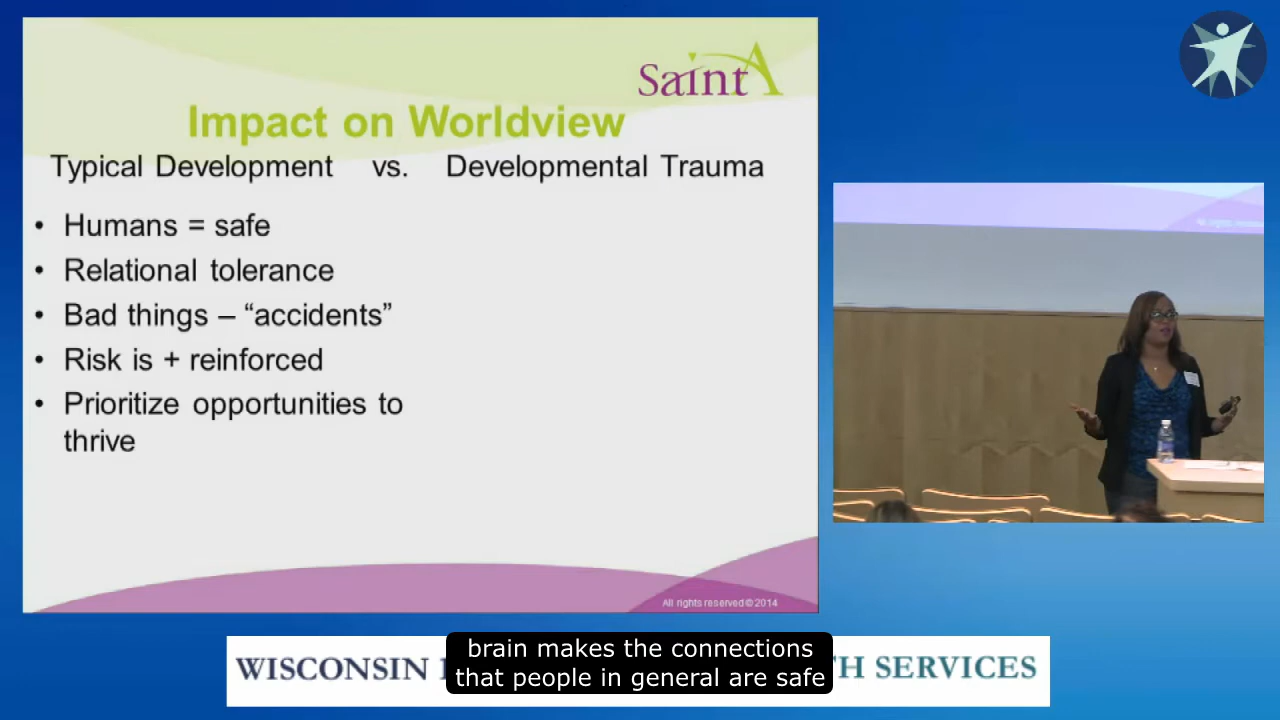 SaintA
Impact on Worldview
Typical Development vs. Developmental Trauma
• Humans = safe
• Relational tolerance
• Bad things – “accidents”
• Risk is + reinforced
• Prioritize opportunities to
thrive
All rights reserved © 2014
WISCONSIN
TH SERVICES
brain makes the connections
that people in general are safe